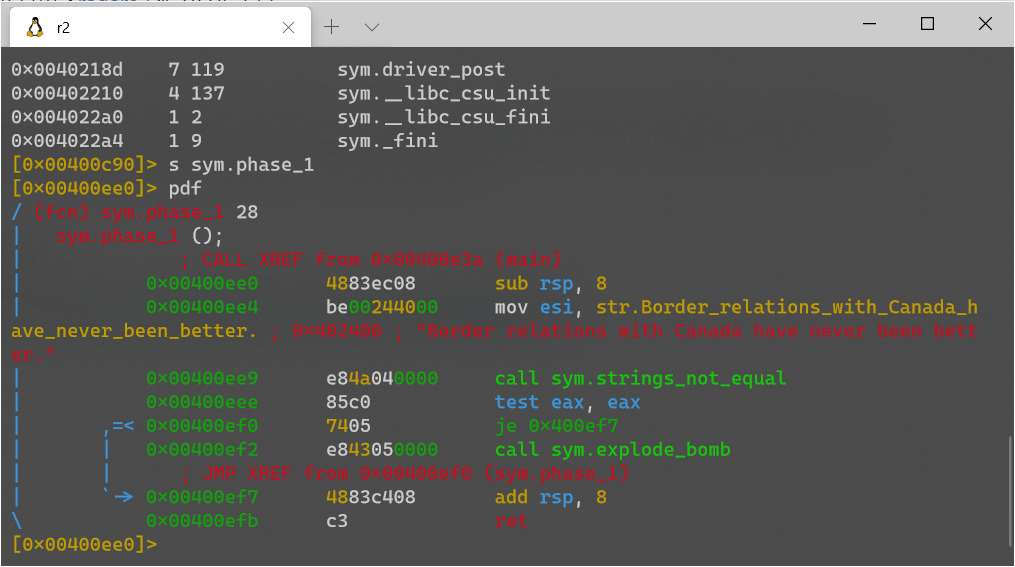 r2
0x0040218d    7 119          sym.driver_post
0x00402210    4 137          sym.__libc_csu_init
0x004022a0    1 2            sym.__libc_csu_fini
0x004022a4    1 9            sym._fini
[0x00400c90]> s sym.phase_1
[0x00400ee0]> pdf
/ (fcn) sym.phase_1 28
|   sym.phase_1 ();
|              ; CALL XREF from 0x00400e3a (main)
|           0x00400ee0      4883ec08       sub rsp, 8
|           0x00400ee4      be00244000     mov esi, str.Border_relations_with_Canada_h
ave_never_been_better. ; 0x402400 ; "Border relations with Canada have never been bett
er."
|           0x00400ee9      e84a040000     call sym.strings_not_equal
|           0x00400eee      85c0           test eax, eax
|       ,=< 0x00400ef0      7405           je 0x400ef7
|       |   0x00400ef2      e843050000     call sym.explode_bomb
|       |      ; JMP XREF from 0x00400ef0 (sym.phase_1)
|       `-> 0x00400ef7      4883c408       add rsp, 8
\           0x00400efb      c3             ret
[0x00400ee0]>